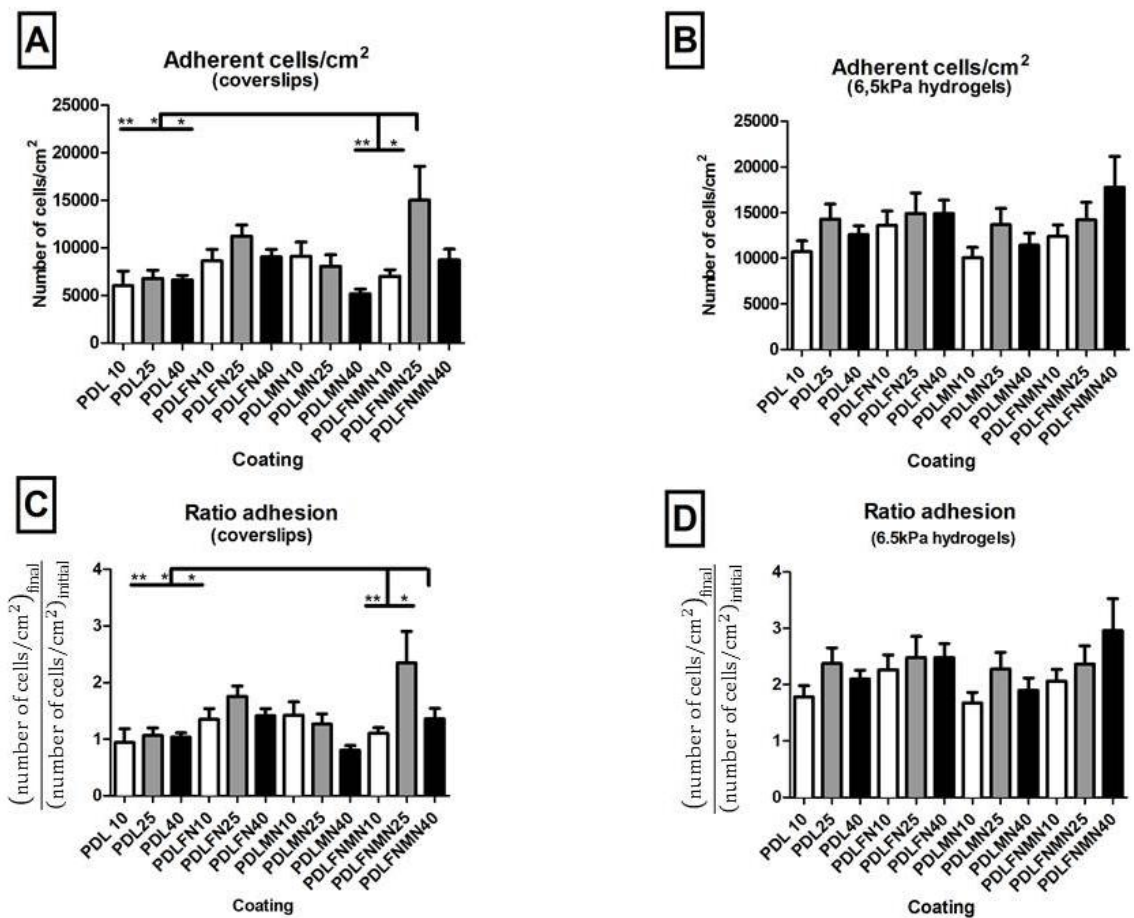 A
Adherent cells/cm²
(coverslips)
Number of cells/cm²
25000
20000
15000
10000
5000
0
** * *
** *
PDL 10
PDL25
PDL40
PDLFN10
PDLFN25
PDLFN40
PDLMN10
PDLMN25
PDLMN40
PDLFNMN10
PDLFNMN25
PDLFNMN40
Coating
B
Adherent cells/cm²
(6,5kPa hydrogels)
Number of cells/cm²
25000
20000
15000
10000
5000
0
PDL 10
PDL25
PDL40
PDLFN10
PDLFN25
PDLFN40
PDLMN10
PDLMN25
PDLMN40
PDLFNMN10
PDLFNMN25
PDLFNMN40
Coating
C
Ratio adhesion
(coverslips)
(number of cells/cm²)final
(number of cells/cm²)initial
4
3
2
1
0
** * *
** *
PDL 10
PDL25
PDL40
PDLFN10
PDLFN25
PDLFN40
PDLMN10
PDLMN25
PDLMN40
PDLFNMN10
PDLFNMN25
PDLFNMN40
Coating
D
Ratio adhesion
(6.5kPa hydrogels)
(number of cells/cm²)final
(number of cells/cm²)initial
4
3
2
1
0
PDL 10
PDL25
PDL40
PDLFN10
PDLFN25
PDLFN40
PDLMN10
PDLMN25
PDLMN40
PDLFNMN10
PDLFNMN25
PDLFNMN40
Coating